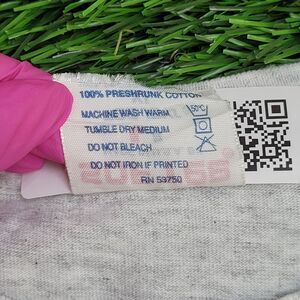 100% PRESHRUNK COTTON
MACHINE WASH WARM
50°C
TUMBLE DRY MEDIUM
DO NOT BLEACH
DO NOT IRON IF PRINTED
RN 53750